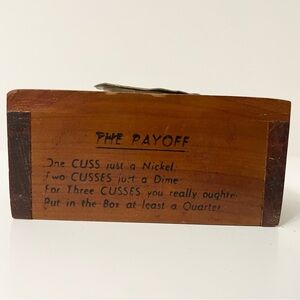 THE PAYOFF
One CUSS just a Nickel.
Two CUSSES just a Dime
For Three CUSSES you really oughter
Put in the Box at least a Quarter